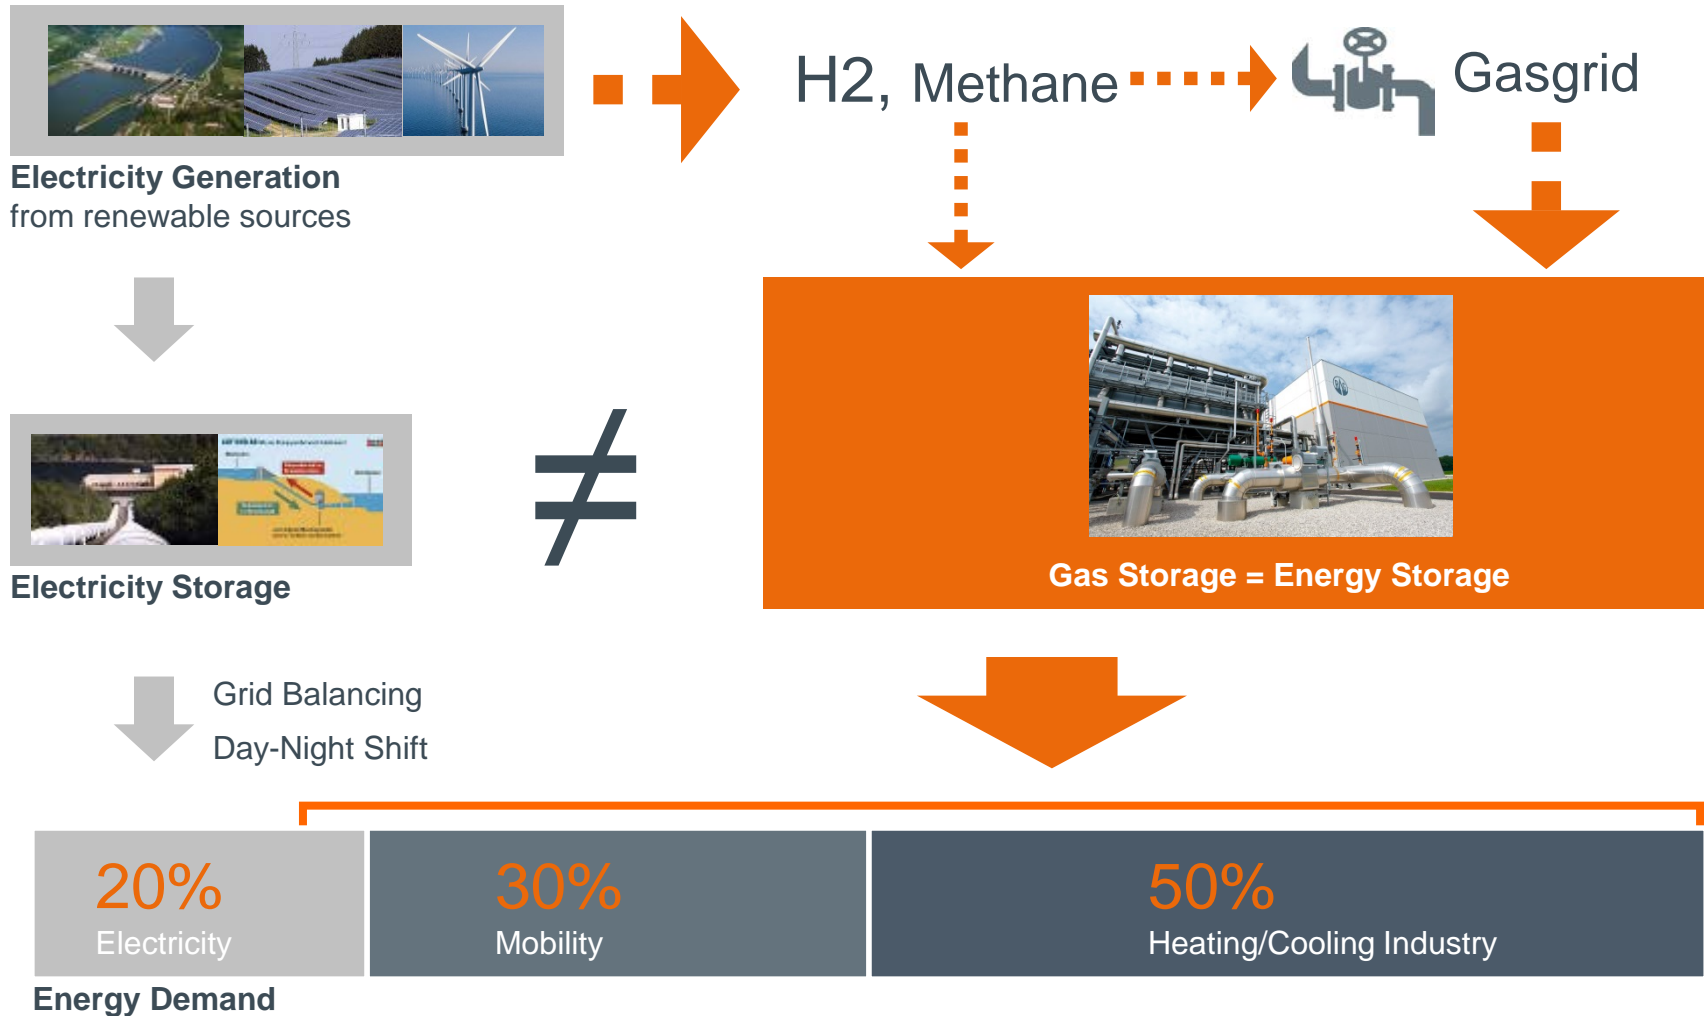 H2, Methane
Gasgrid
Electricity Generation
from renewable sources
Electricity Storage
Gas Storage = Energy Storage
Grid Balancing
Day-Night Shift
20%
Electricity
30%
Mobility
50%
Heating/Cooling Industry
Energy Demand